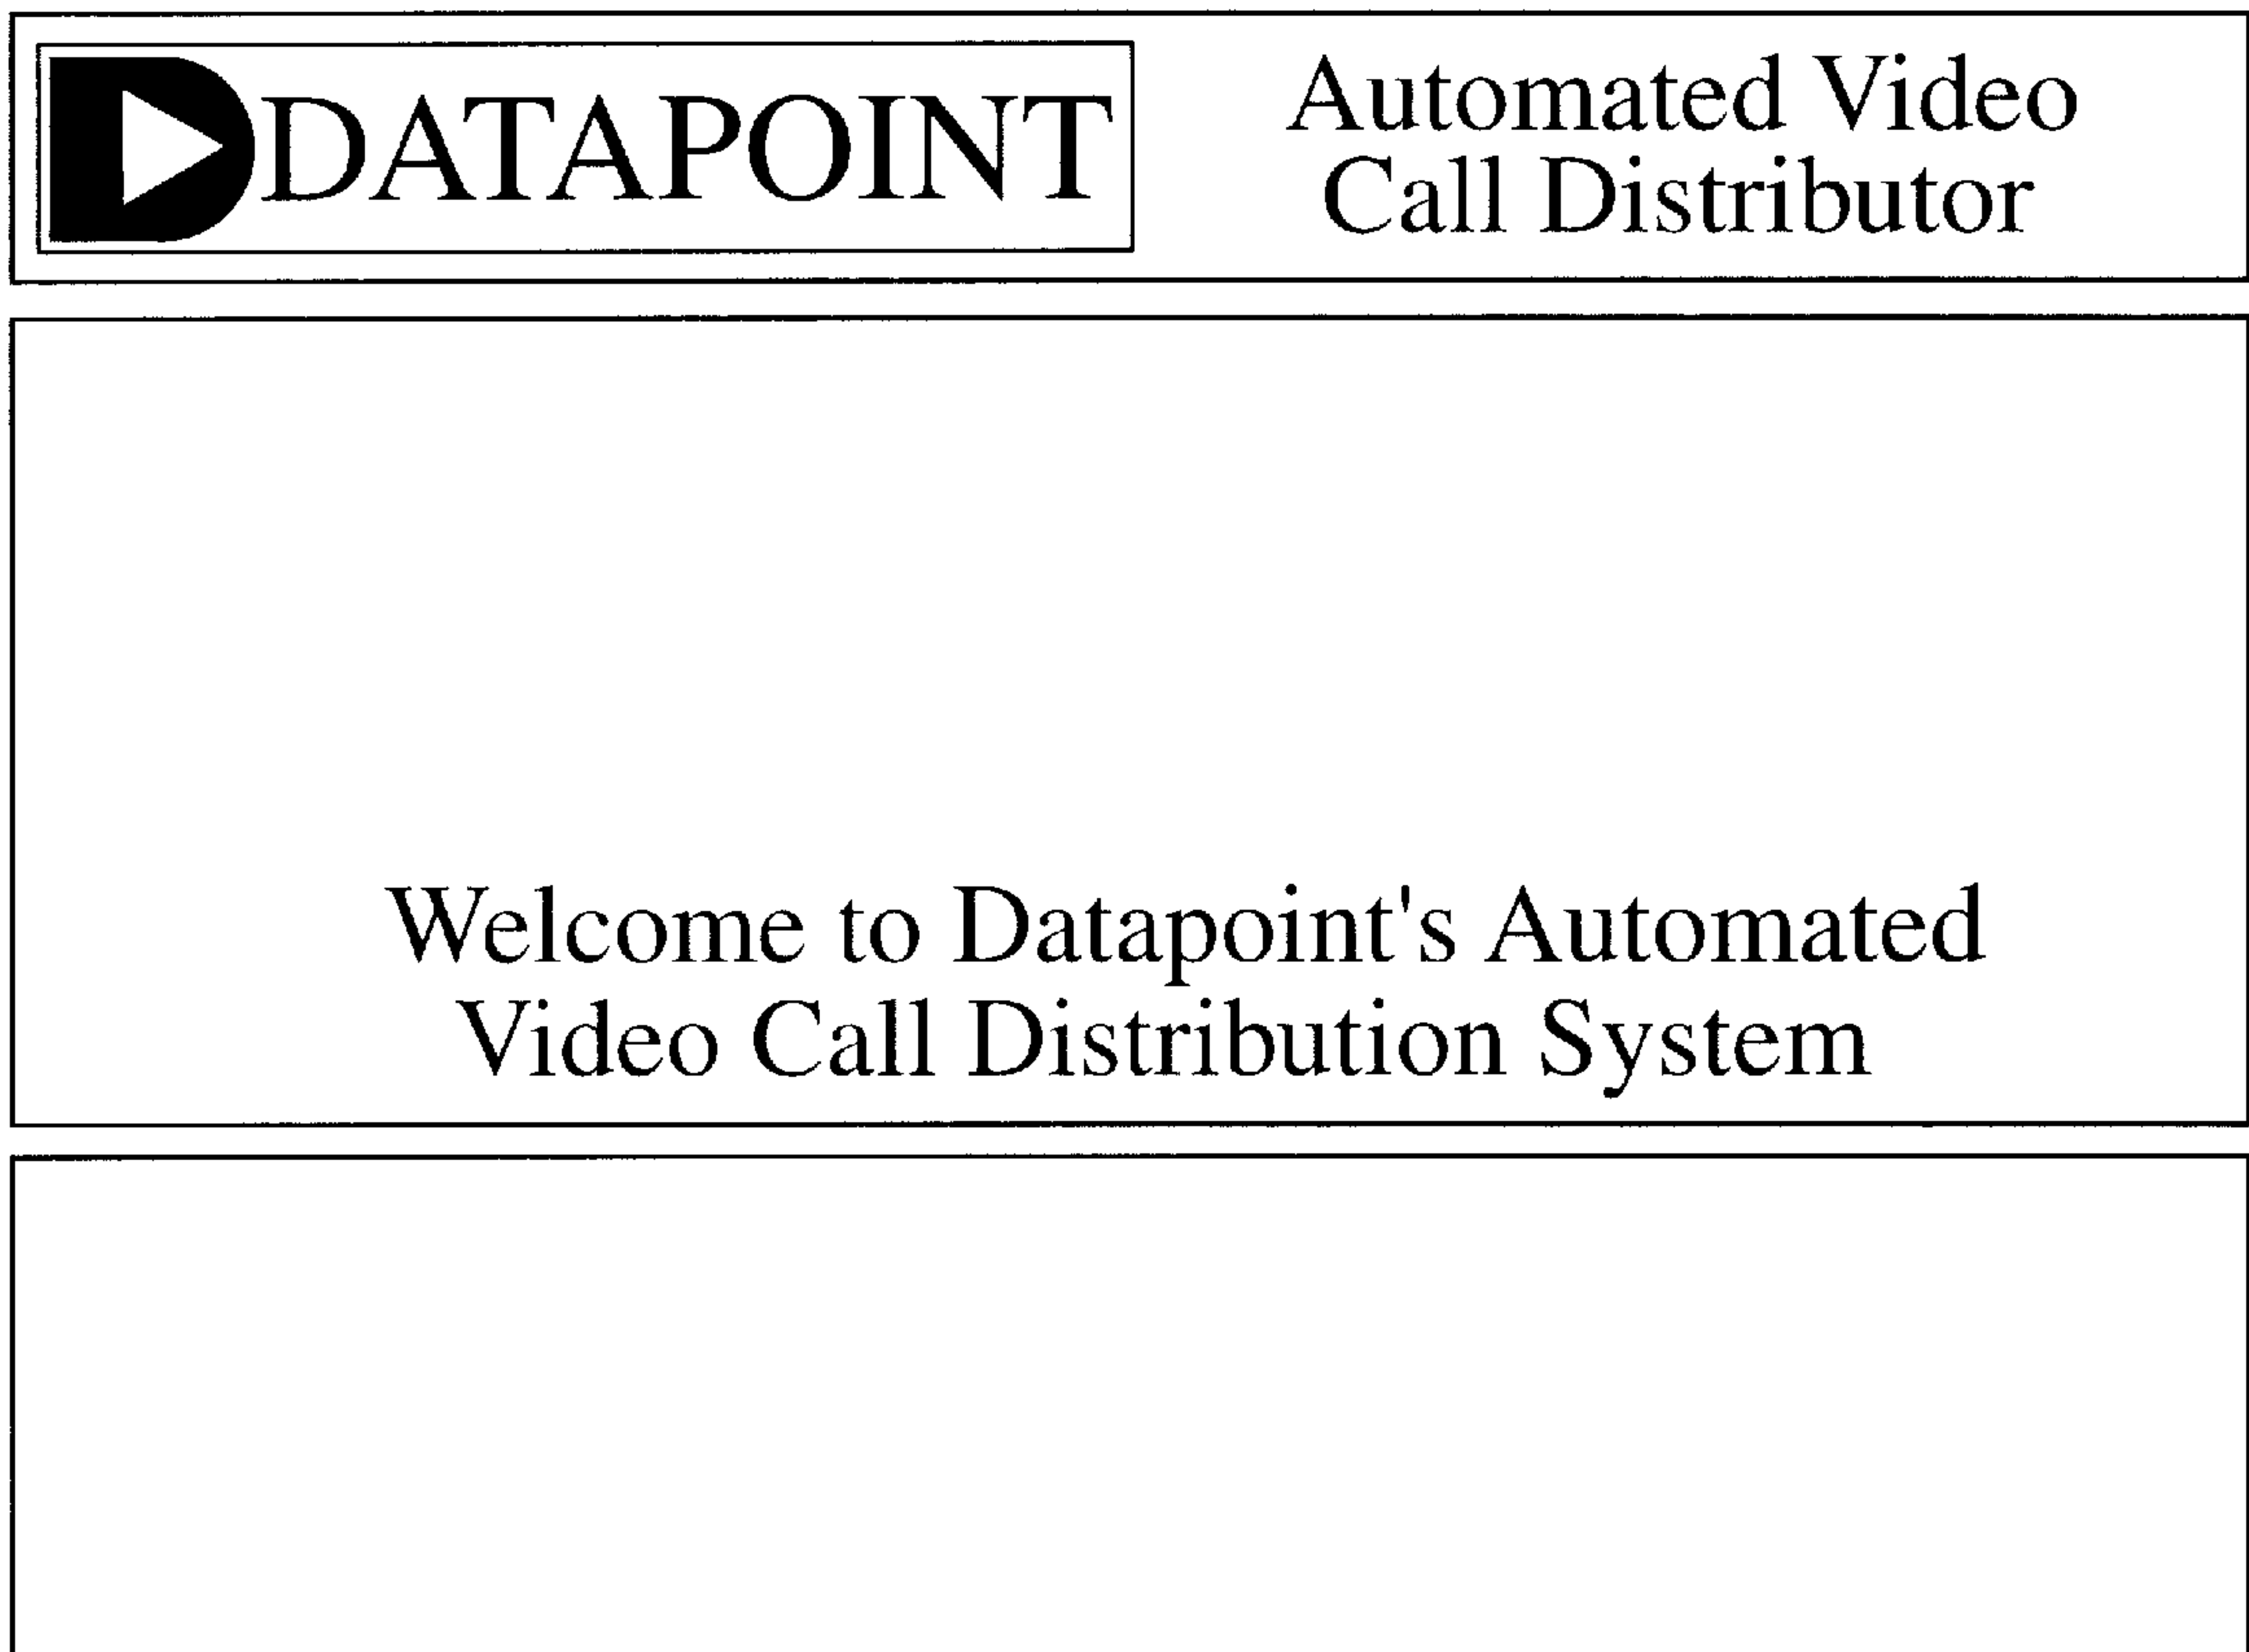 DATAPOINT
Automated Video
Call Distributor
Welcome to Datapoint's Automated
Video Call Distribution System